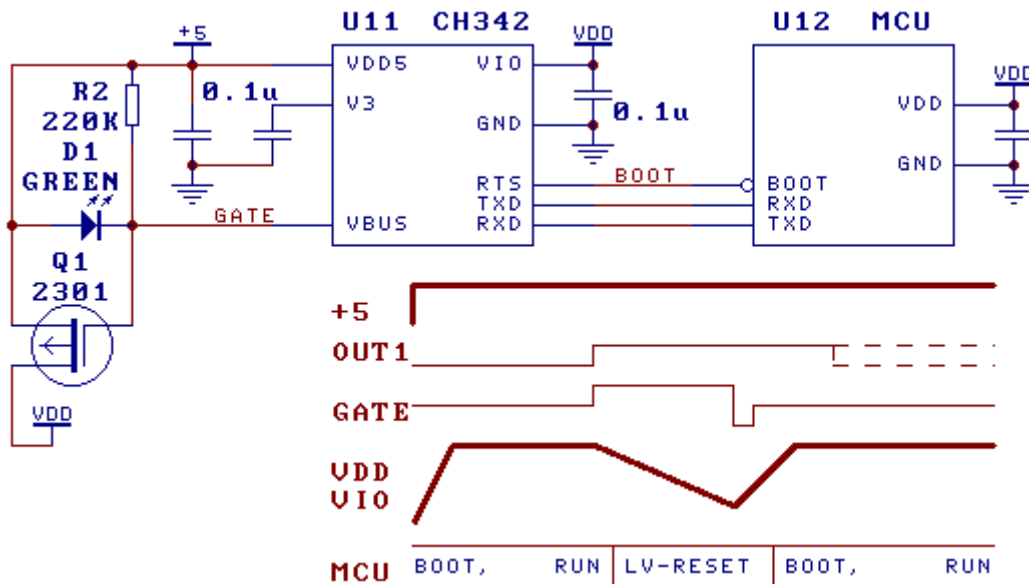 U11 CH342
U12 MCU
+5
VDD
VDD5
VIO
VDD
R2
0.1u
V3
VDD
220K
GND
0.1u
GND
D1
GREEN
RTS
BOOT
BOOT
TXD
RXD
GATE
VBUS
RXD
TXD
Q1
2301
+5
OUT1
VDD
GATE
VDD
VIO
MCU BOOT, RUN LV-RESET BOOT, RUN